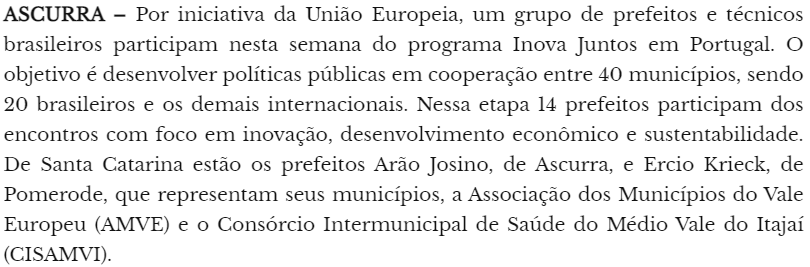 ASCURRA – Por iniciativa da União Europeia, um grupo de prefeitos e técnicos
brasileiros participam nesta semana do programa Inova Juntos em Portugal. O
objetivo é desenvolver políticas públicas em cooperação entre 40 municípios, sendo
20 brasileiros e os demais internacionais. Nessa etapa 14 prefeitos participam dos
encontros com foco em inovação, desenvolvimento econômico e sustentabilidade.
De Santa Catarina estão os prefeitos Arão Josino, de Ascurra, e Ercio Krieck, de
Pomerode, que representam seus municípios, a Associação dos Municípios do Vale
Europeu (AMVE) e o Consórcio Intermunicipal de Saúde do Médio Vale do Itajaí
(CISAMVI).